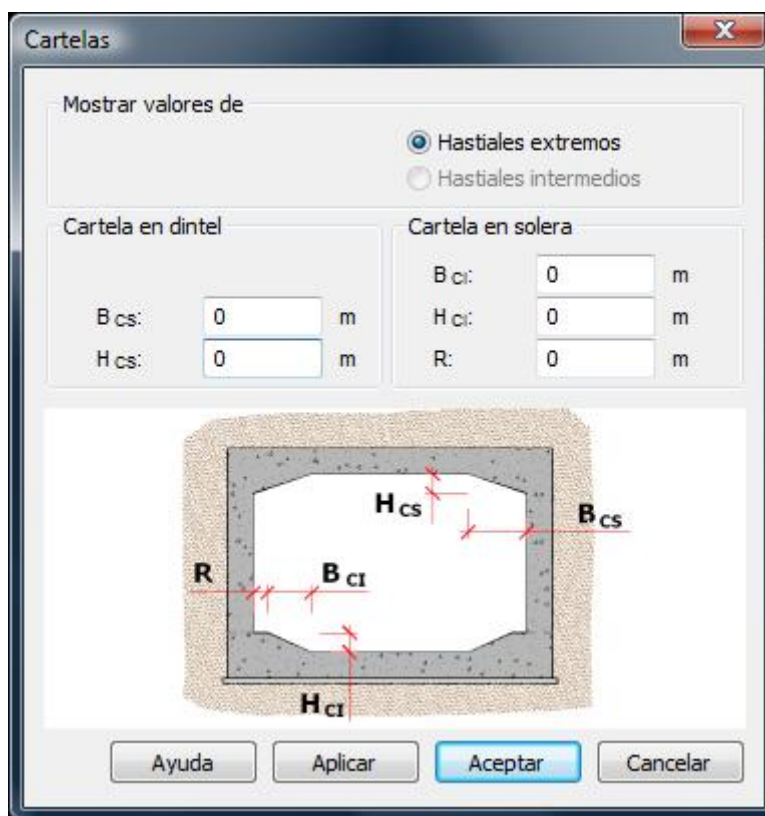 Cartelas
Mostrar valores de
Hastiales extremos
Hastiales intermedios
Cartela en dintel
Cartela en solera
B CI: 0 m
B CS: 0 m
H CI: 0 m
H CS: 0 m
R: 0 m
H CS
B CS
R
B CI
H CI
Ayuda
Aplicar
Aceptar
Cancelar